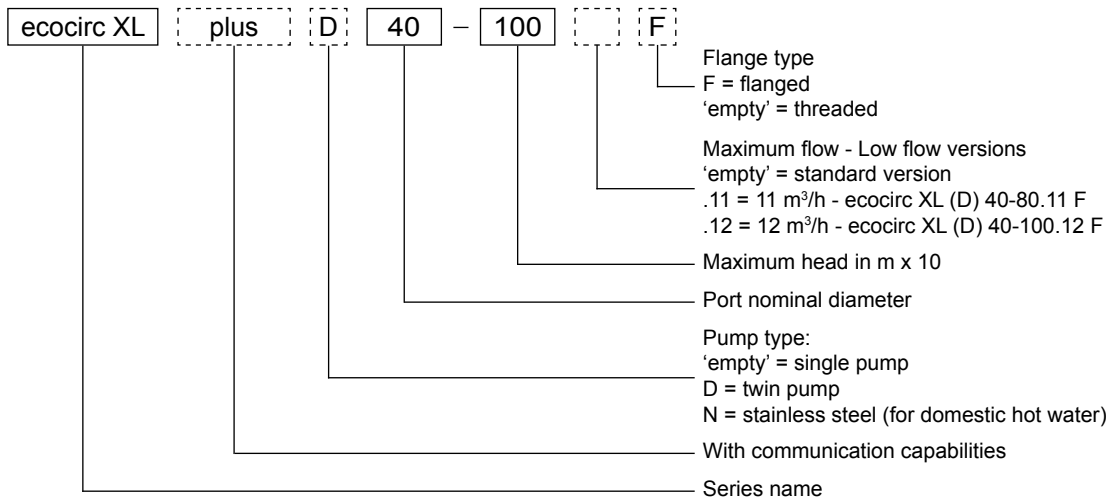 ecocirc XL plus D 40 – 100 F
Flange type
F = flanged
‘empty’ = threaded
Maximum flow - Low flow versions
‘empty’ = standard version
.11 = 11 m³/h - ecocirc XL (D) 40-80.11 F
.12 = 12 m³/h - ecocirc XL (D) 40-100.12 F
Maximum head in m x 10
Port nominal diameter
Pump type:
‘empty’ = single pump
D = twin pump
N = stainless steel (for domestic hot water)
With communication capabilities
Series name